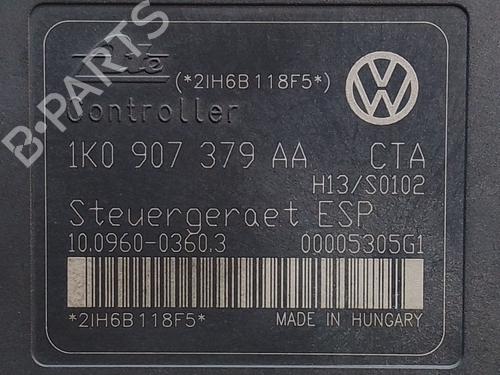 Ate (*2IH6B118F5*)
Controller
1K0 907 379 AA CTA
H13/S0102
Steuergeraet ESP
10.0960-0360.3 00005305G1
*2IH6B118F5* MADE IN HUNGARY
B-PARTS